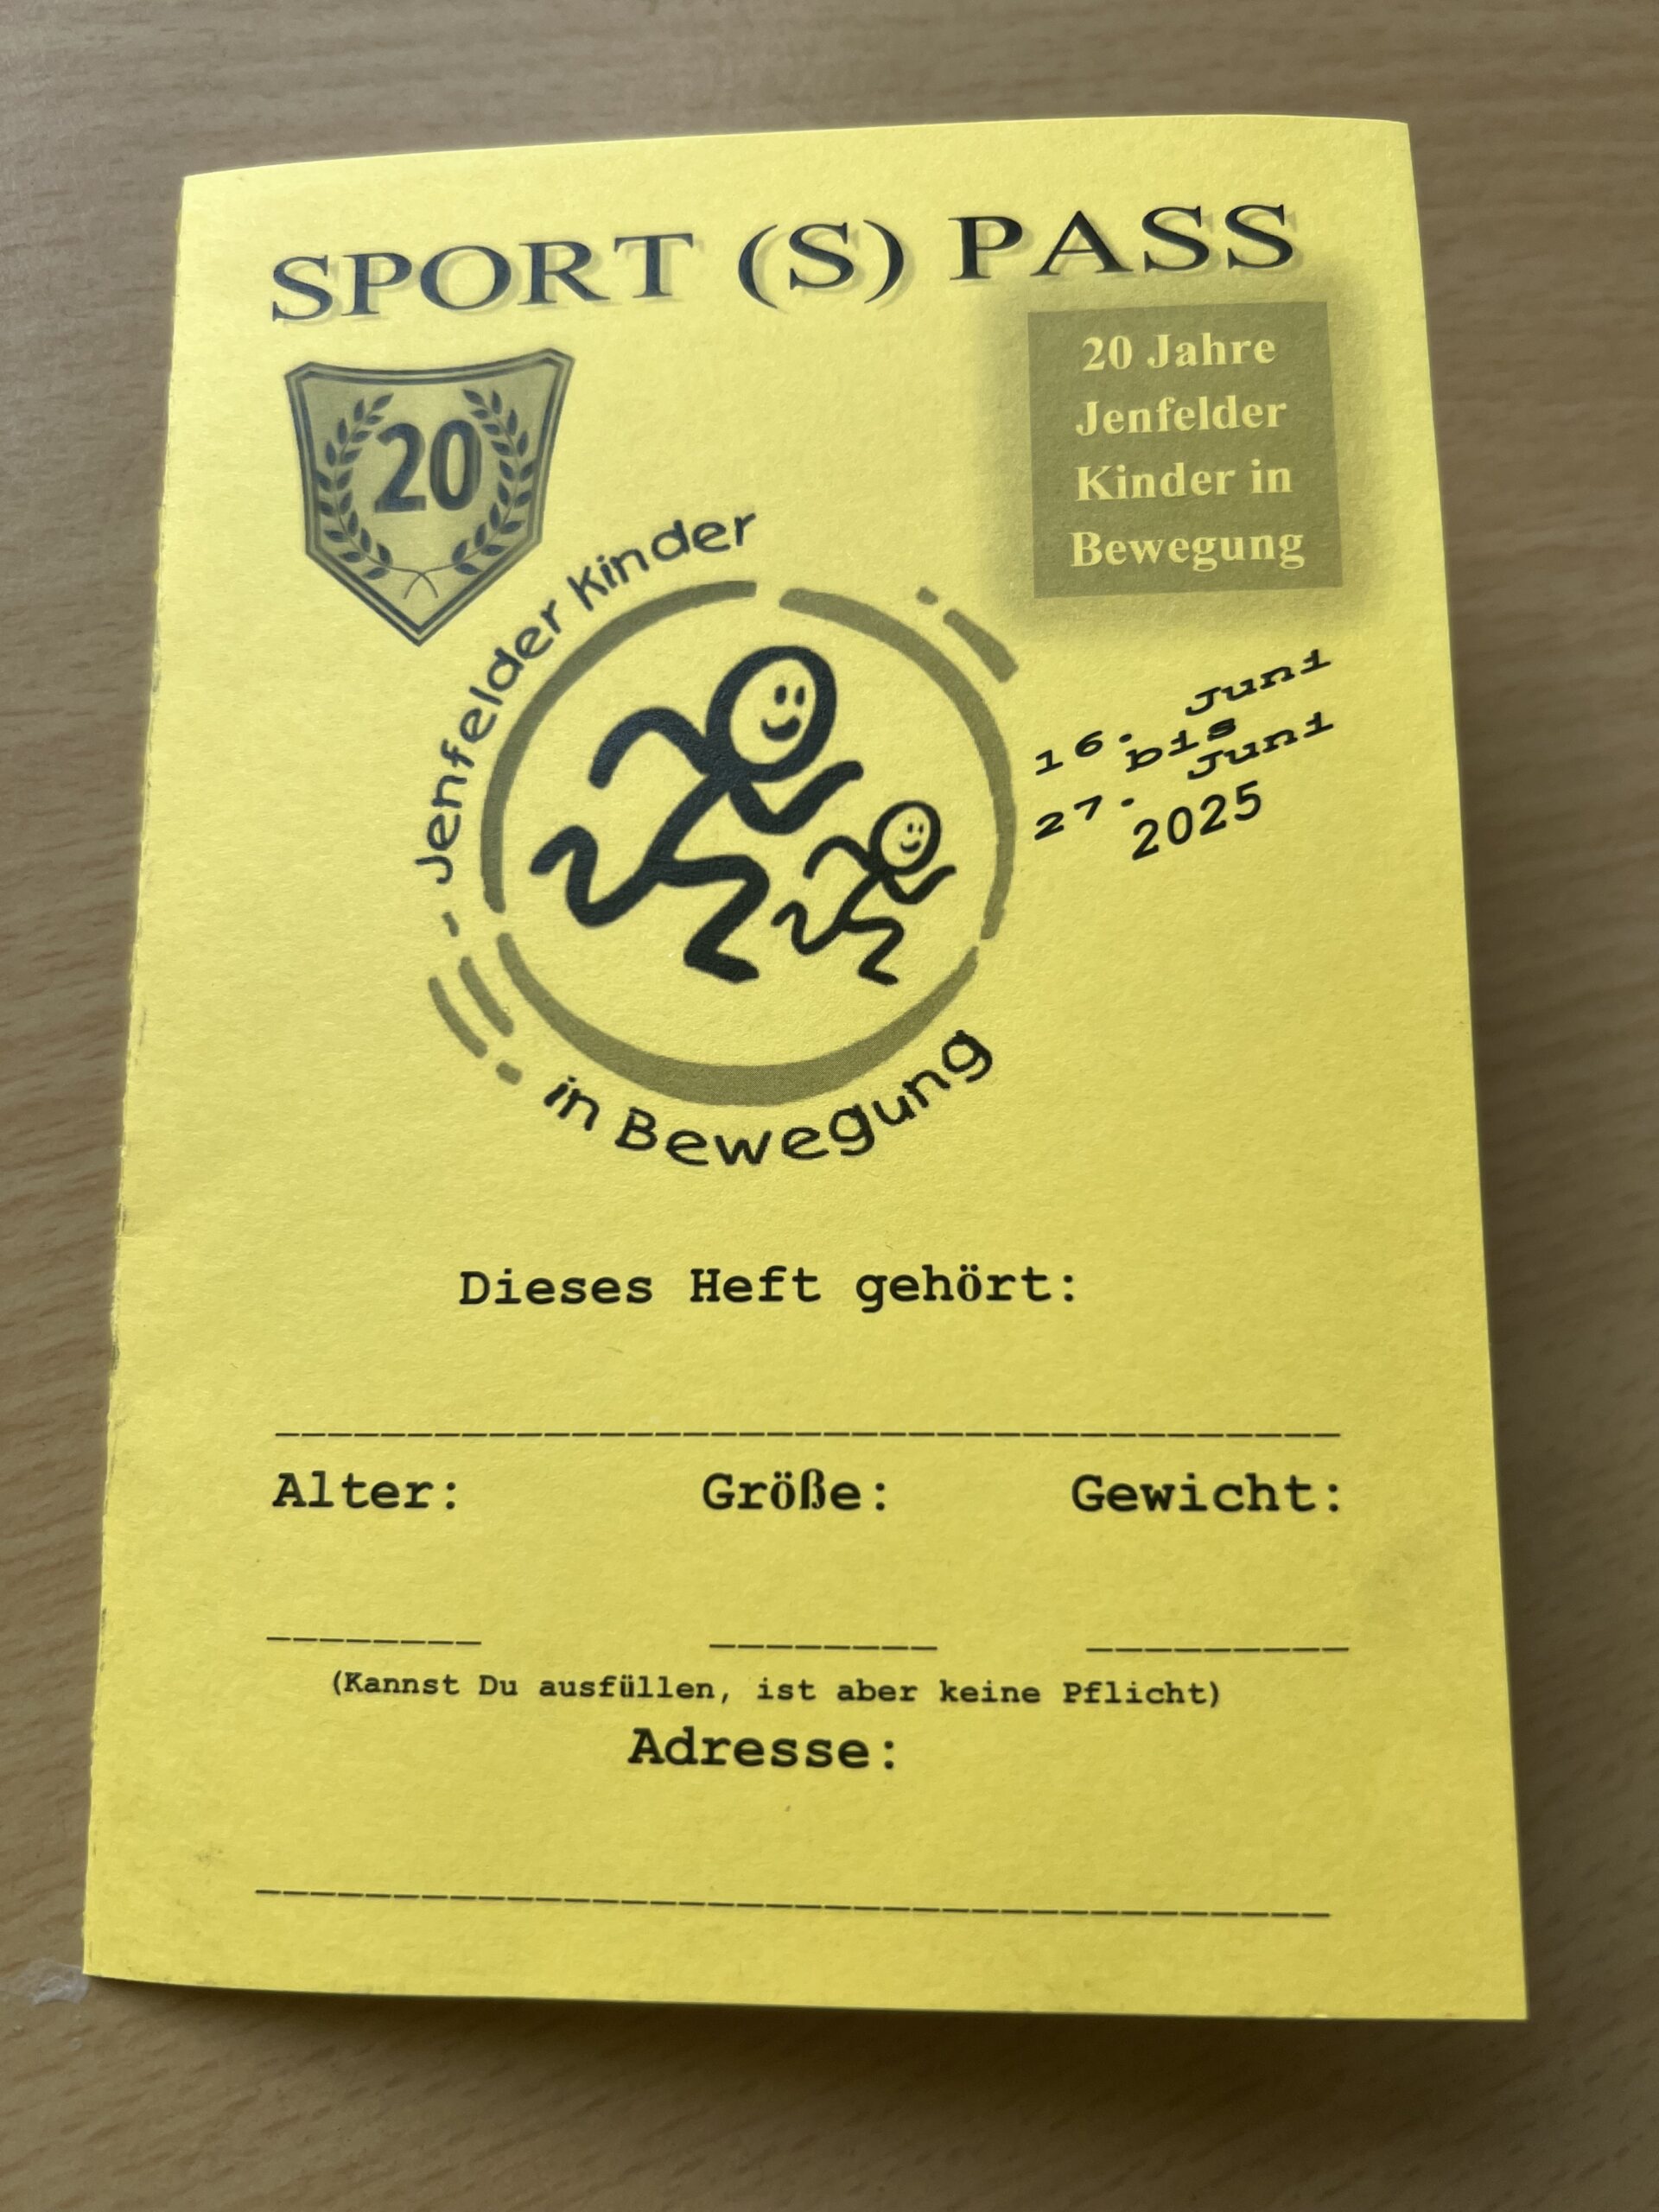 SPORT (S) PASS
20
20 Jahre
Jenfelder
Kinder in
Bewegung
Jenfelder Kinder
in Bewegung
16. Juni
bis
27. Juni
2025
Dieses Heft gehört:
Alter: Größe: Gewicht:
(Kannst Du ausfüllen, ist aber keine Pflicht)
Adresse: